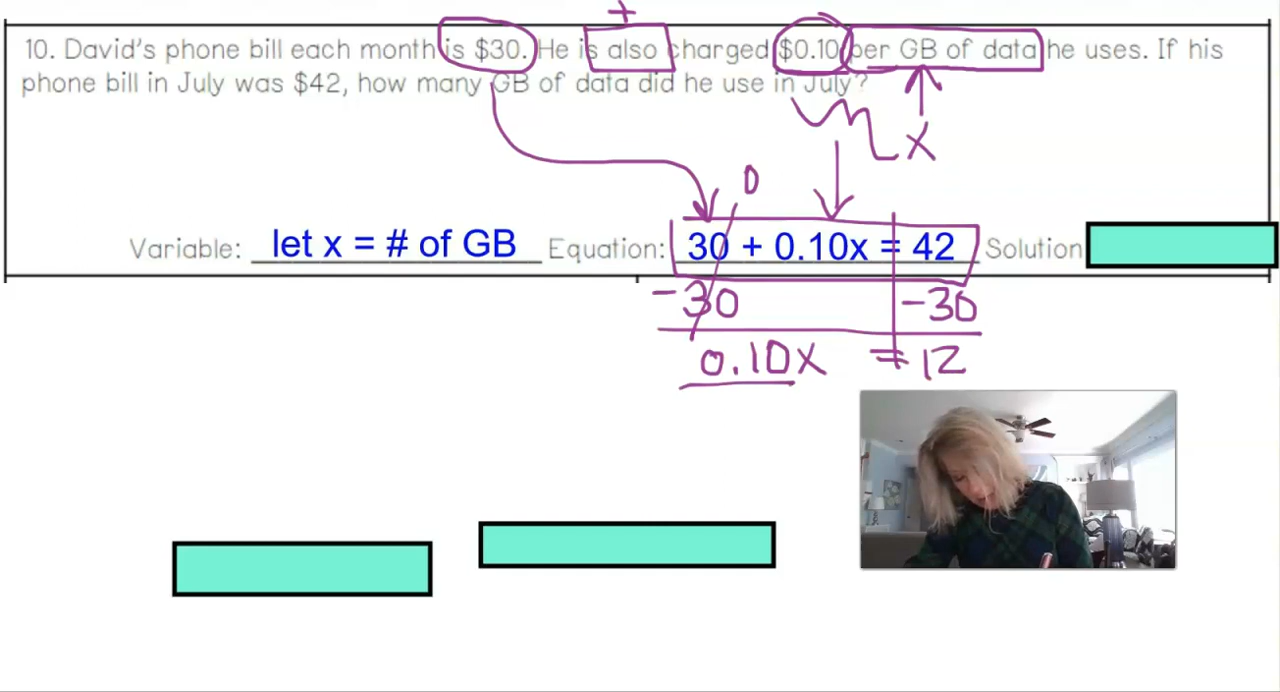 +
10. David's phone bill each month is $30. He is also charged $0.10 per GB of data he uses. If his
phone bill in July was $42, how many GB of data did he use in July?
x
0
Variable: let x = # of GB Equation: 30 + 0.10x = 42 Solution
-30 -30
0.10x = 12